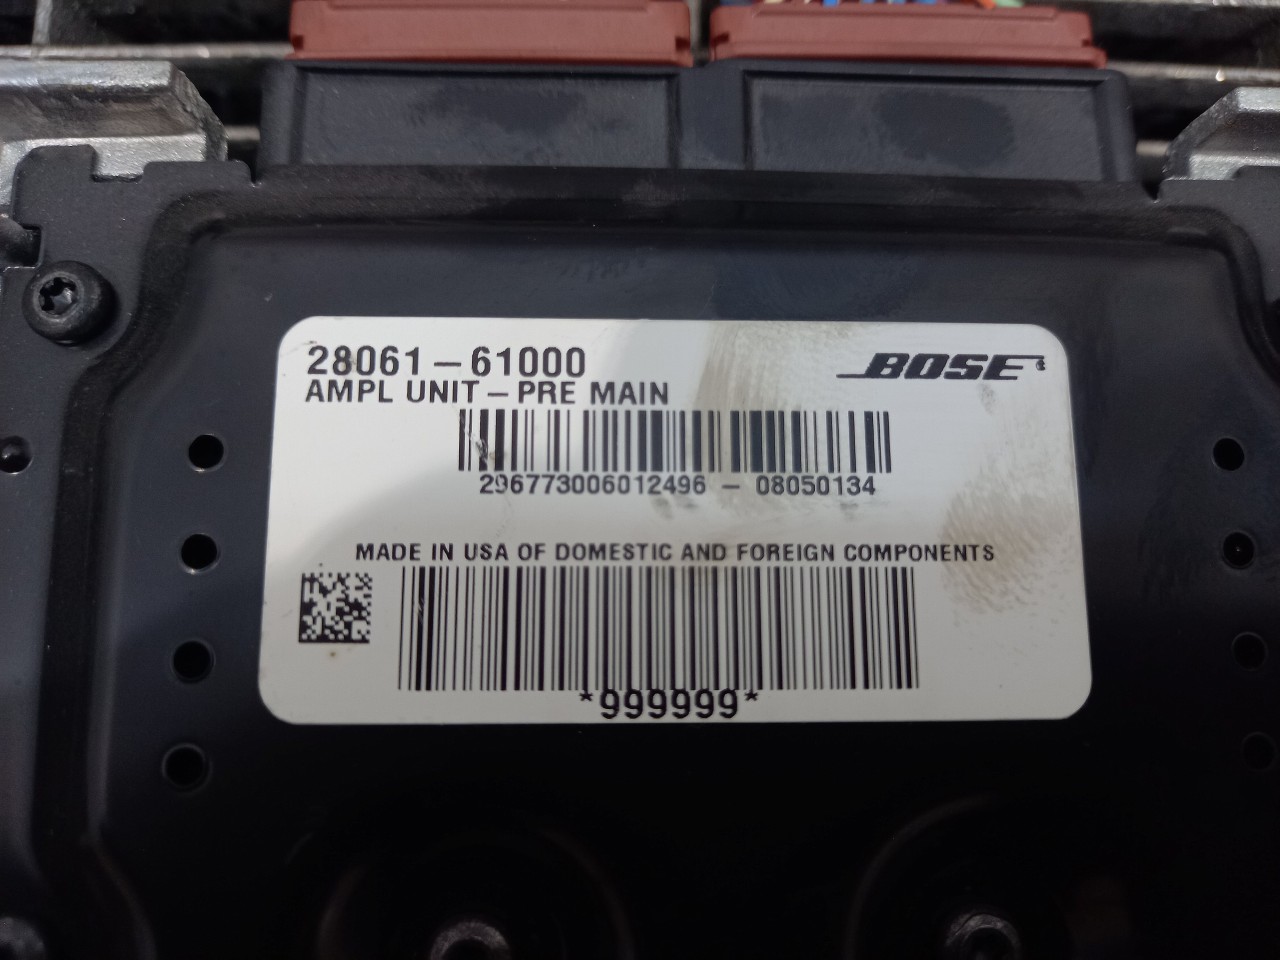 28061-61000
BOSE
AMPL UNIT-PRE MAIN
296773006012496 - 08050134
MADE IN USA OF DOMESTIC AND FOREIGN COMPONENTS
*999999*